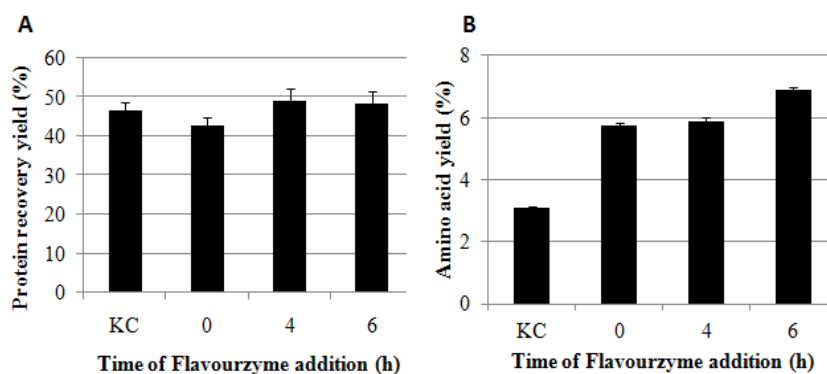 A
Protein recovery yield (%)
60
50
40
30
20
10
0
KC 0 4 6
Time of Flavourzyme addition (h)
B
Amino acid yield (%)
8
6
4
2
0
KC 0 4 6
Time of Flavourzyme addition (h)